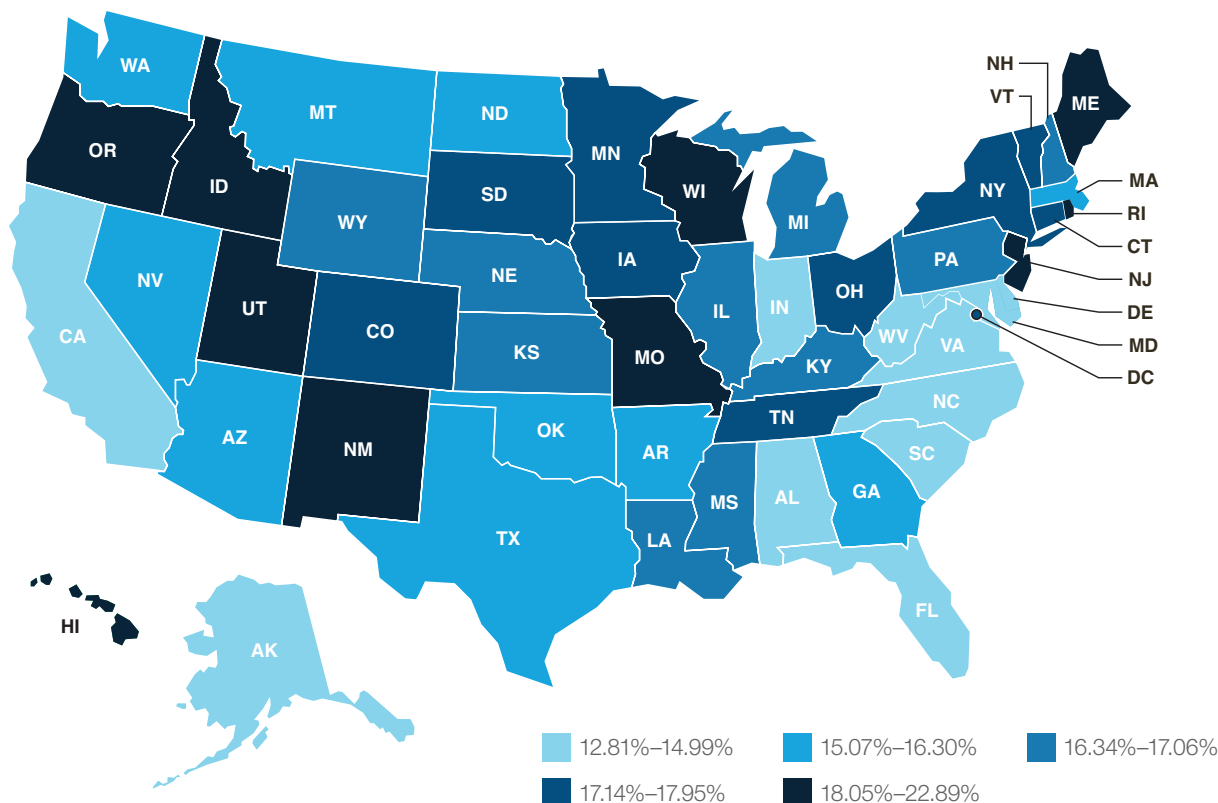 WA
MT
ND
MN
NH
VT
ME
OR
ID
WY
SD
WI
MI
NY
MA
RI
CT
NJ
DE
MD
DC
NV
UT
CO
NE
IA
IL
IN
OH
PA
CA
KS
MO
KY
WV
VA
AZ
NM
OK
AR
TN
NC
SC
TX
LA
MS
AL
GA
FL
HI
AK
12.81%–14.99%
15.07%–16.30%
16.34%–17.06%
17.14%–17.95%
18.05%–22.89%